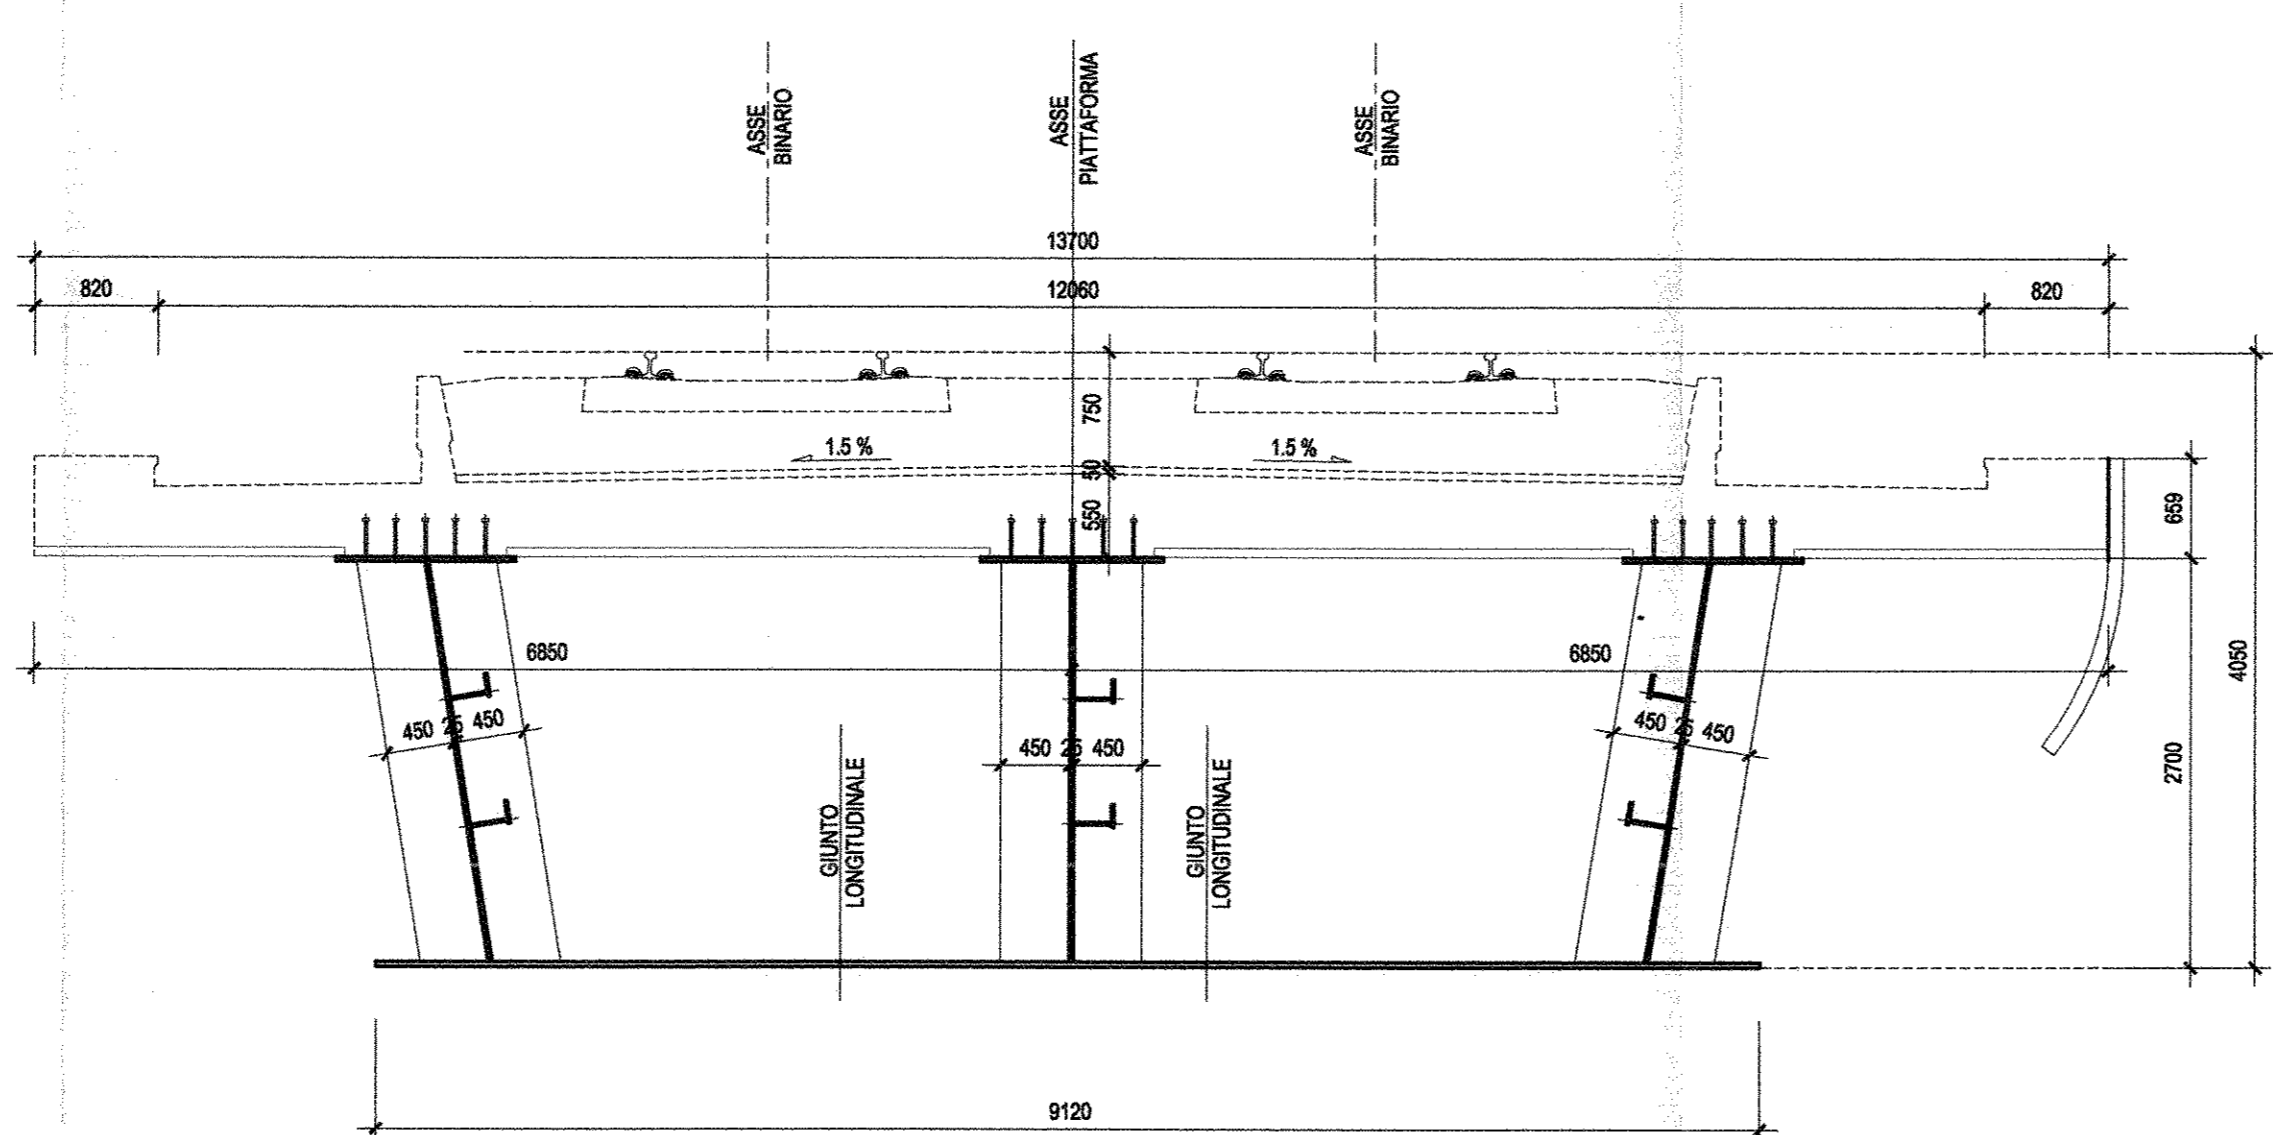 ASSE
BINARIO
ASSE
PIATTAFORMA
ASSE
BINARIO
13700
820
12060
820
750
1.5 %
1.5 %
50
550
659
6850
6850
4050
450 25 450
450 25 450
450 25 450
2700
GIUNTO
LONGITUDINALE
GIUNTO
LONGITUDINALE
9120